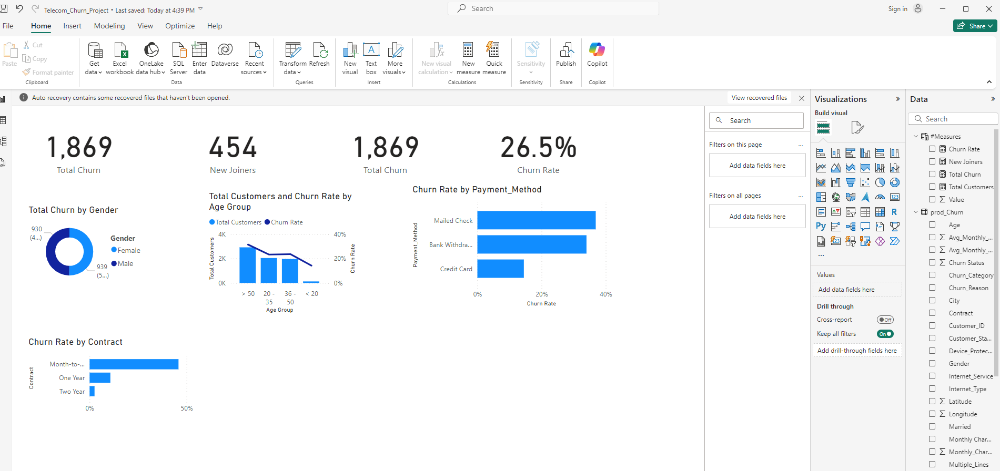 Telecom_Churn_Project • Last saved: Today at 4:39 PM
Search
Sign in
File
Home
Insert
Modeling
View
Optimize
Help
Share
Paste
Cut
Copy
Format painter
Clipboard
Get data
Excel workbook
OneLake data hub
SQL Server
Enter data
Dataverse
Recent sources
Data
Transform data
Refresh
Queries
New visual
Text box
More visuals
Insert
New visual calculation
New measure
Quick measure
Calculations
Sensitivity
Sensitivity
Publish
Share
Copilot
Copilot
Auto recovery contains some recovered files that haven't been opened.
View recovered files
1,869
Total Churn
454
New Joiners
1,869
Total Churn
26.5%
Churn Rate
Total Churn by Gender
930
(4...)
939
(5...)
Gender
Female
Male
Total Customers and Churn Rate by
Age Group
Total Customers
Churn Rate
Total Customers
4K
2K
0K
40%
20%
0%
Churn Rate
> 50
20 -
35
36 -
50
< 20
Age Group
Churn Rate by Payment_Method
Payment_Method
Mailed Check
Bank Withdra...
Credit Card
0%
20%
40%
Churn Rate
Churn Rate by Contract
Contract
Month-to-...
One Year
Two Year
0%
50%
Search
Filters on this page
...
Add data fields here
Filters on all pages
...
Add data fields here
Visualizations
»
Build visual
123
R
Py
123
...
Values
Add data fields here
Drill through
Cross-report
Off
Keep all filters
On
Add drill-through fields here
Data
»
Search
#Measures
Churn Rate
New Joiners
Total Churn
Total Customers
∑ Value
prod_Churn
Age
∑ Avg_Monthly_...
∑ Avg_Monthly_...
∑ Churn Status
Churn_Category
Churn_Reason
City
Contract
Customer_ID
Customer_Sta...
Device_Protec...
Gender
Internet_Service
Internet_Type
∑ Latitude
∑ Longitude
Married
Monthly Char...
∑ Monthly_Char...
Multiple_Lines